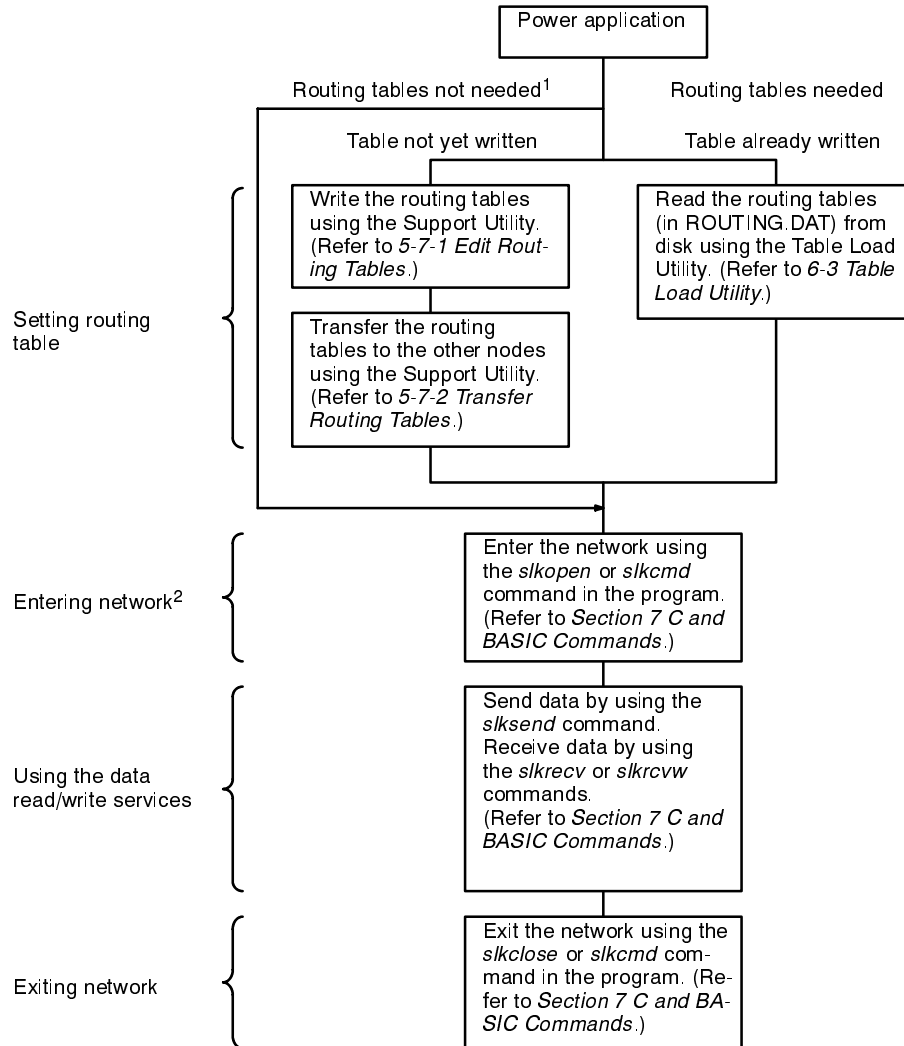 Power application
Routing tables not needed1
Routing tables needed
Table not yet written
Table already written
Setting routing
table
Write the routing tables
using the Support Utility.
(Refer to 5-7-1 Edit Rout-
ing Tables.)
Transfer the routing
tables to the other nodes
using the Support Utility.
(Refer to 5-7-2 Transfer
Routing Tables.)
Read the routing tables
(in ROUTING.DAT) from
disk using the Table Load
Utility. (Refer to 6-3 Table
Load Utility.)
Entering network2
Enter the network using
the slkopen or slkcmd
command in the program.
(Refer to Section 7 C and
BASIC Commands.)
Using the data
read/write services
Send data by using the
slksend command.
Receive data by using
the slkrecv or slkrcvw
commands.
(Refer to Section 7 C and
BASIC Commands.)
Exiting network
Exit the network using the
slkclose or slkcmd com-
mand in the program. (Re-
fer to Section 7 C and BA-
SIC Commands.)